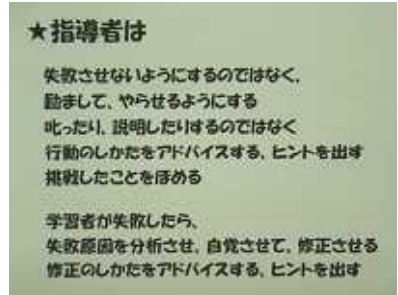 ★指導者は
失敗させないようにするのではなく、
励まして、やらせるようにする
叱ったり、説明したりするのではなく
行動のしかたをアドバイスする、ヒントを出す
挑戦したことをほめる
学習者が失敗したら、
失敗原因を分析させ、自覚させて、修正させる
修正のしかたをアドバイスする、ヒントを出す